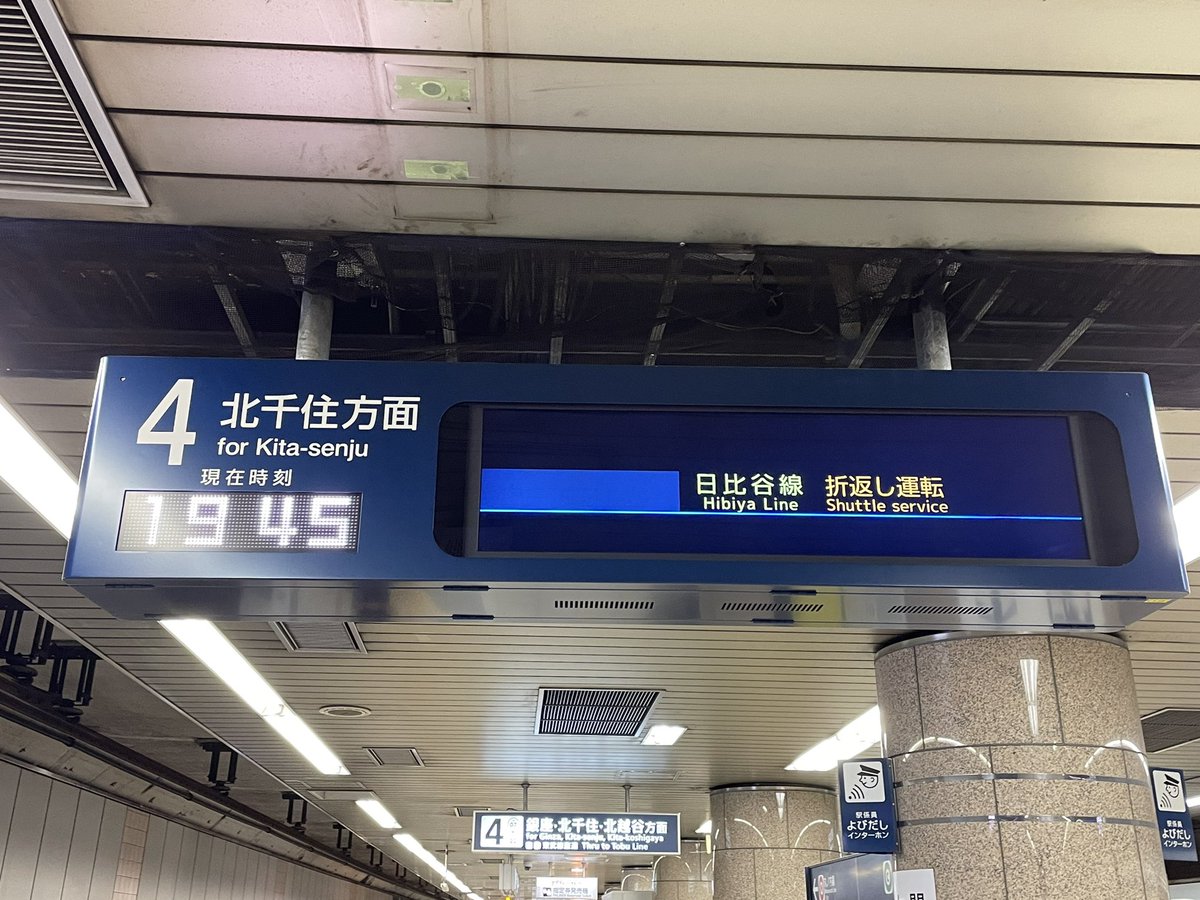 4 北千住方面
for Kita-senju
現在時刻
19 45
日比谷線 折返し運転
Hibiya Line Shuttle service
4 銀座・北千住・北越谷方面
for Ginza, Kita-senju, Kita-koshigaya
Thru to Tobu Line
駅係員
よびだし
インターホン
駅係員
よびだし
インターホン